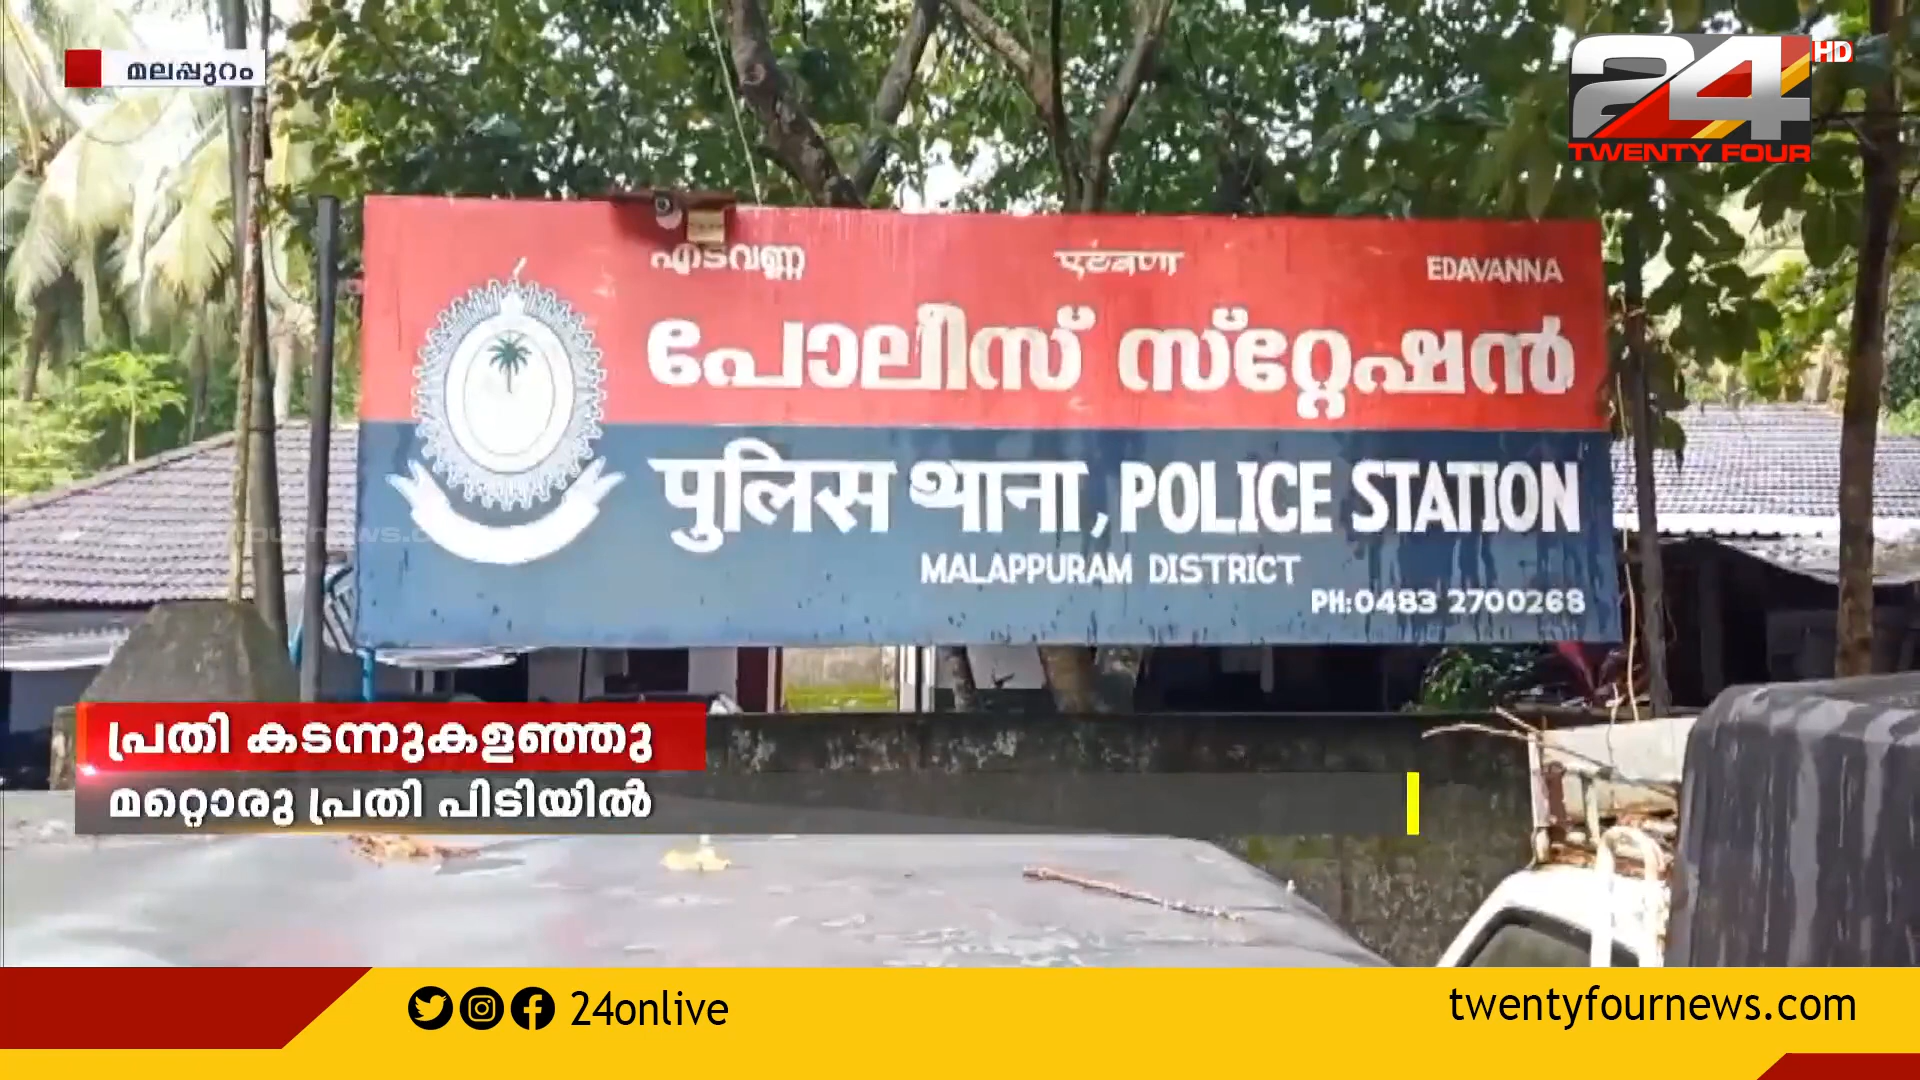 മലപ്പുറം
24 HD
TWENTY FOUR
എടവണ്ണ एटवणा EDAVANNA
പോലീസ് സ്റ്റേഷൻ
पुलिस थाना, POLICE STATION
MALAPPURAM DISTRICT
PH:0483 2700268
പ്രതി കടന്നുകളഞ്ഞു
മറ്റൊരു പ്രതി പിടിയിൽ
24onlive
twentyfournews.com